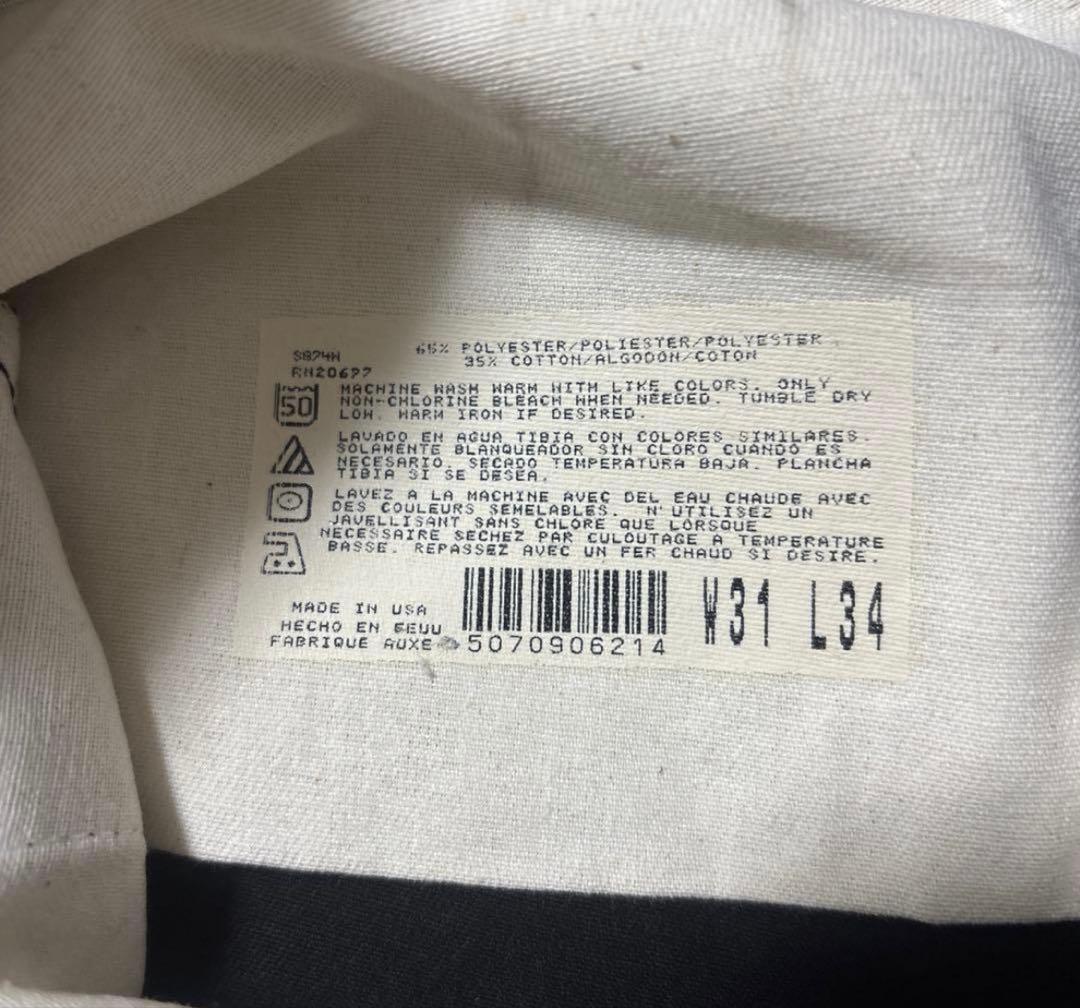 S874W
RN20697
65% POLYESTER/POLIESTER/POLYESTER
35% COTTON/ALGODON/COTON
50
MACHINE WASH WARM WITH LIKE COLORS. ONLY
NON-CHLORINE BLEACH WHEN NEEDED. TUMBLE DRY
LOW. WARM IRON IF DESIRED.
LAVADO EN AGUA TIBIA CON COLORES SIMILARES.
SOLAMENTE BLANQUEADOR SIN CLORO CUANDO ES
NECESARIO. SECADO TEMPERATURA BAJA. PLANCHA
TIBIA SI SE DESEA.
LAVEZ A LA MACHINE AVEC DEL EAU CHAUDE AVEC
DES COULEURS SEMELABLES. N'UTILISEZ UN
JAVELLISANT SANS CHLORE QUE LORSQUE
NECESSAIRE SECHEZ PAR CULOUTAGE A TEMPERATURE
BASSE. REPASSEZ AVEC UN FER CHAUD SI DESIRE.
MADE IN USA
HECHO EN EEUU
FABRIQUE AUXE
5070906214
W31 L34